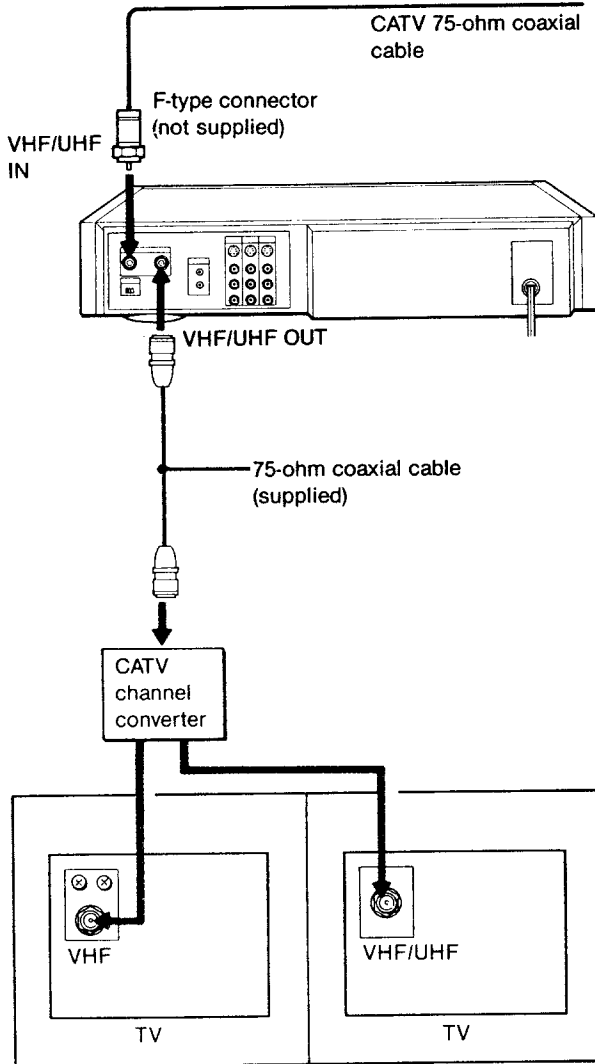 CATV 75-ohm coaxial
cable
F-type connector
(not supplied)
VHF/UHF
IN
VHF/UHF OUT
75-ohm coaxial cable
(supplied)
CATV
channel
converter
VHF
VHF/UHF
TV
TV